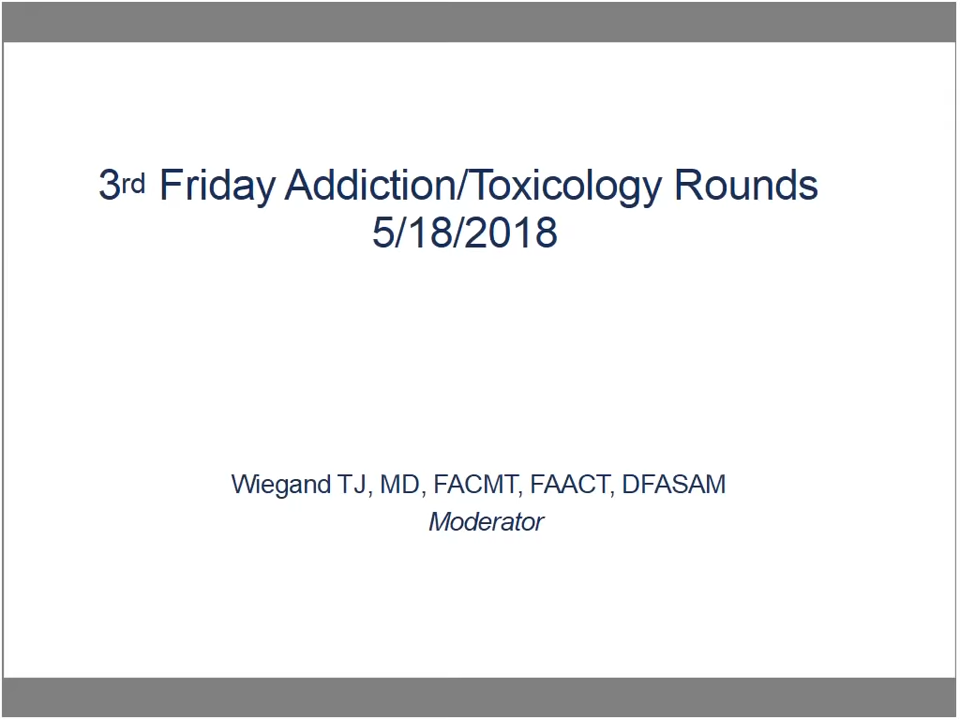 3rd Friday Addiction/Toxicology Rounds
5/18/2018
Wiegand TJ, MD, FACMT, FAACT, DFASAM
Moderator